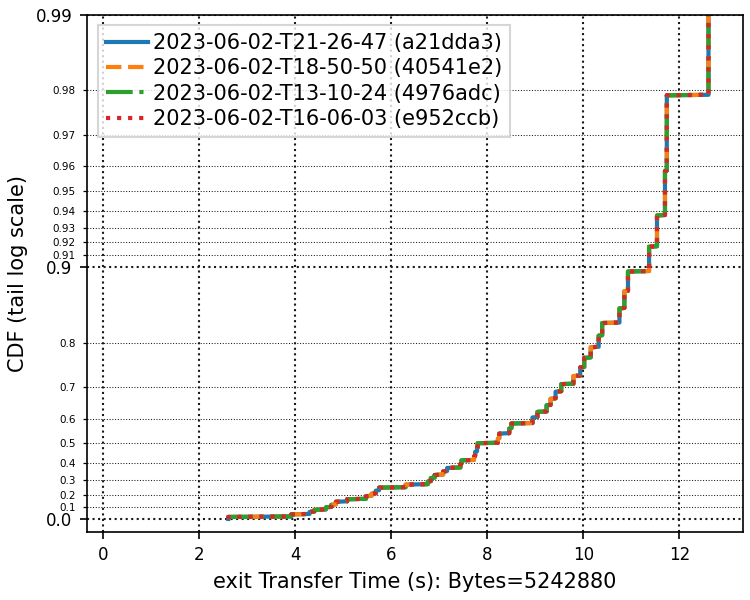 0.99
2023-06-02-T21-26-47 (a21dda3)
2023-06-02-T18-50-50 (40541e2)
2023-06-02-T13-10-24 (4976adc)
2023-06-02-T16-06-03 (e952ccb)
0.98
0.97
0.96
0.95
0.94
0.93
0.92
0.91
0.9
0.8
0.7
0.6
0.5
0.4
0.3
0.2
0.1
0.0
CDF (tail log scale)
0 2 4 6 8 10 12
exit Transfer Time (s): Bytes=5242880